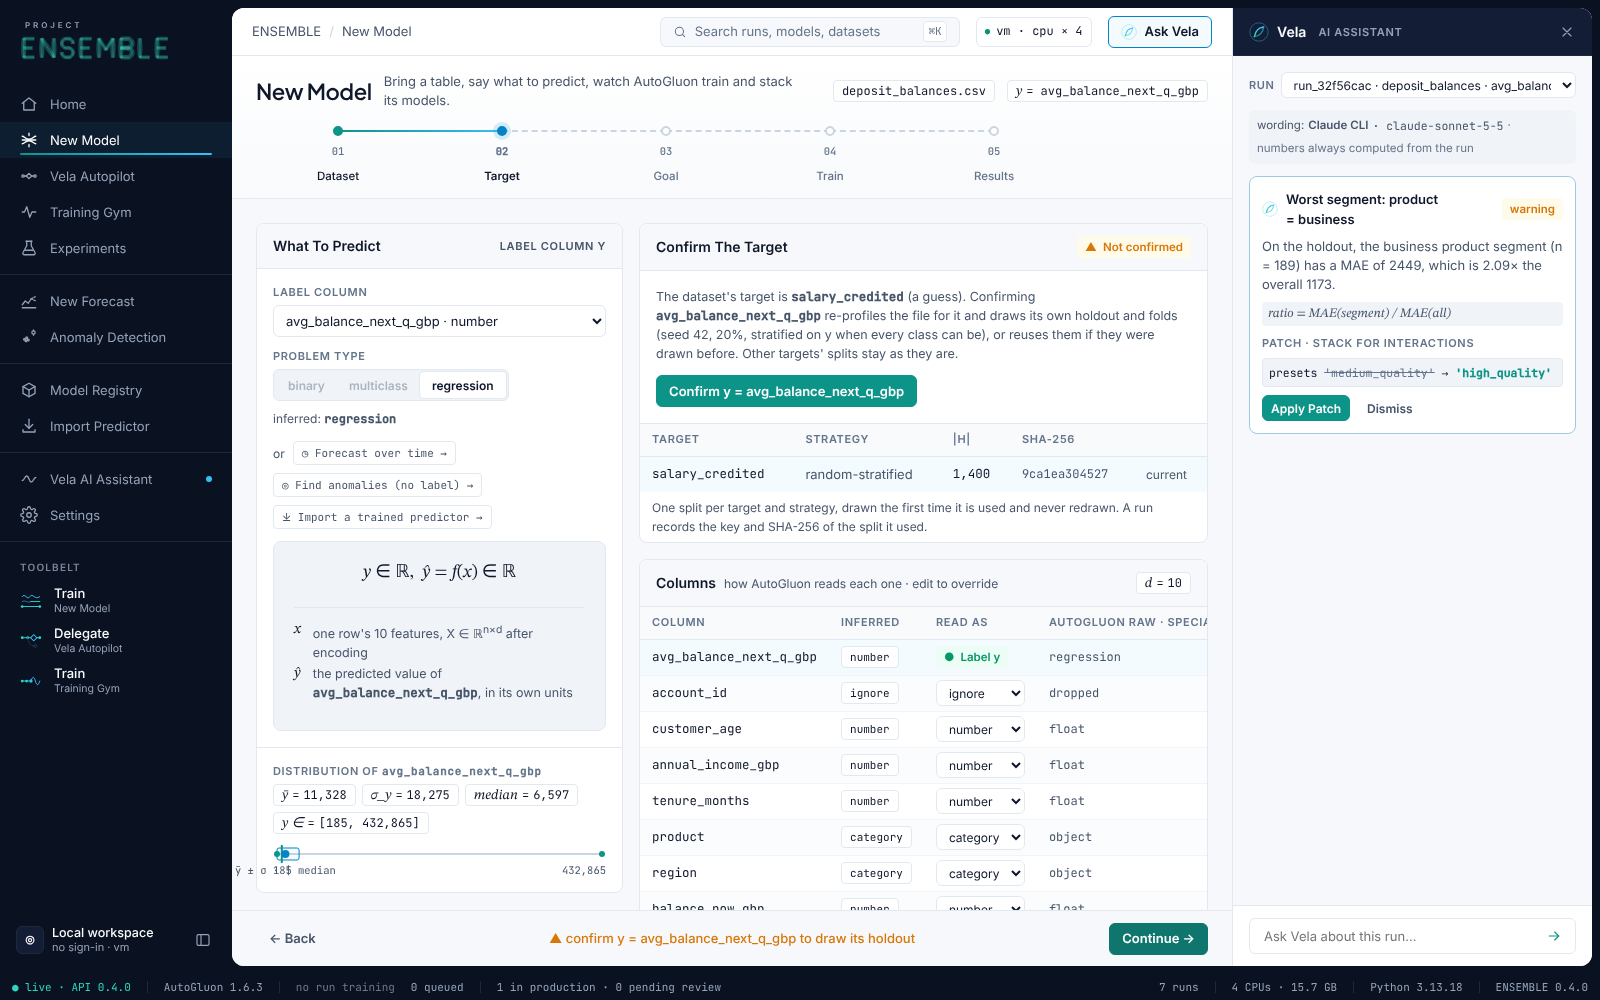 PROJECT
ENSEMBLE
Home
New Model
Vela Autopilot
Training Gym
Experiments
New Forecast
Anomaly Detection
Model Registry
Import Predictor
Vela AI Assistant
Settings
TOOLBELT
Train
New Model
Delegate
Vela Autopilot
Train
Training Gym
Local workspace
no sign-in · vm
ENSEMBLE / New Model
Search runs, models, datasets ⌘K
vm · cpu × 4
Ask Vela
New Model
Bring a table, say what to predict, watch AutoGluon train and stack
its models.
deposit_balances.csv
y = avg_balance_next_q_gbp
01 02 03 04 05
Dataset Target Goal Train Results
What To Predict LABEL COLUMN Y
LABEL COLUMN
avg_balance_next_q_gbp · number
PROBLEM TYPE
binary multiclass regression
inferred: regression
or ◷ Forecast over time →
◎ Find anomalies (no label) →
Import a trained predictor →
y ∈ ℝ, ŷ = f(x) ∈ ℝ
x one row's 10 features, X ∈ ℝn×d after
encoding
ŷ the predicted value of
avg_balance_next_q_gbp, in its own units
DISTRIBUTION OF avg_balance_next_q_gbp
ȳ = 11,328 σ_y = 18,275 median = 6,597
y ∈ = [185, 432,865]
ȳ ± σ 185 median 432,865
Confirm The Target ▲ Not confirmed
The dataset's target is salary_credited (a guess). Confirming
avg_balance_next_q_gbp re-profiles the file for it and draws its own holdout and folds
(seed 42, 20%, stratified on y when every class can be), or reuses them if they were
drawn before. Other targets' splits stay as they are.
Confirm y = avg_balance_next_q_gbp
TARGET STRATEGY |H| SHA-256
salary_credited random-stratified 1,400 9ca1ea304527 current
One split per target and strategy, drawn the first time it is used and never redrawn. A run
records the key and SHA-256 of the split it used.
Columns how AutoGluon reads each one · edit to override d = 10
COLUMN INFERRED READ AS AUTOGLUON RAW · SPECIA
avg_balance_next_q_gbp number Label y regression
account_id ignore ignore dropped
customer_age number number float
annual_income_gbp number number float
tenure_months number number float
product category category object
region category category object
balance_now_gbp number number float
← Back
▲ confirm y = avg_balance_next_q_gbp to draw its holdout
Continue →
Vela AI ASSISTANT
RUN run_32f56cac · deposit_balances · avg_balanc
wording: Claude CLI · claude-sonnet-5-5 ·
numbers always computed from the run
Worst segment: product
= business
warning
On the holdout, the business product segment (n
= 189) has a MAE of 2449, which is 2.09× the
overall 1173.
ratio = MAE(segment) / MAE(all)
PATCH · STACK FOR INTERACTIONS
presets 'medium_quality' → 'high_quality'
Apply Patch Dismiss
Ask Vela about this run...
live · API 0.4.0 AutoGluon 1.6.3 no run training 0 queued 1 in production · 0 pending review 7 runs 4 CPUs · 15.7 GB Python 3.13.18 ENSEMBLE 0.4.0